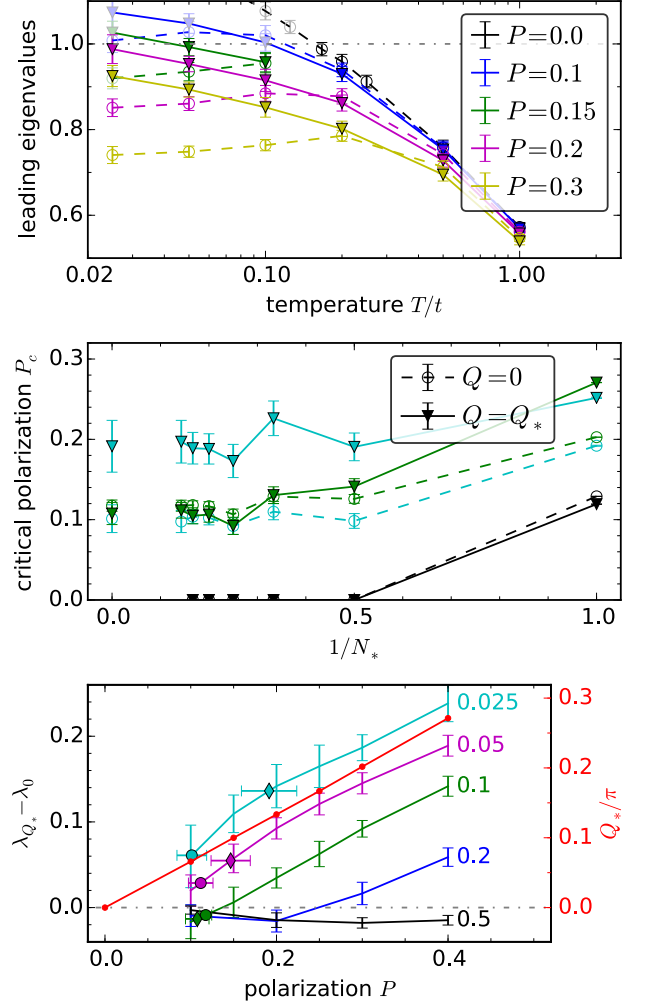 leading eigenvalues
1.0
0.8
0.6
P=0.0
P=0.1
P=0.15
P=0.2
P=0.3
0.02
0.10
1.00
temperature T/t
critical polarization P_c
0.3
0.2
0.1
0.0
Q=0
Q=Q_*
0.0
0.5
1.0
1/N_*
λ_{Q_*}−λ_0
0.2
0.1
0.0
0.025
0.05
0.1
0.2
0.5
0.3
0.2
0.1
0.0
Q_*/π
0.0
0.2
0.4
polarization P